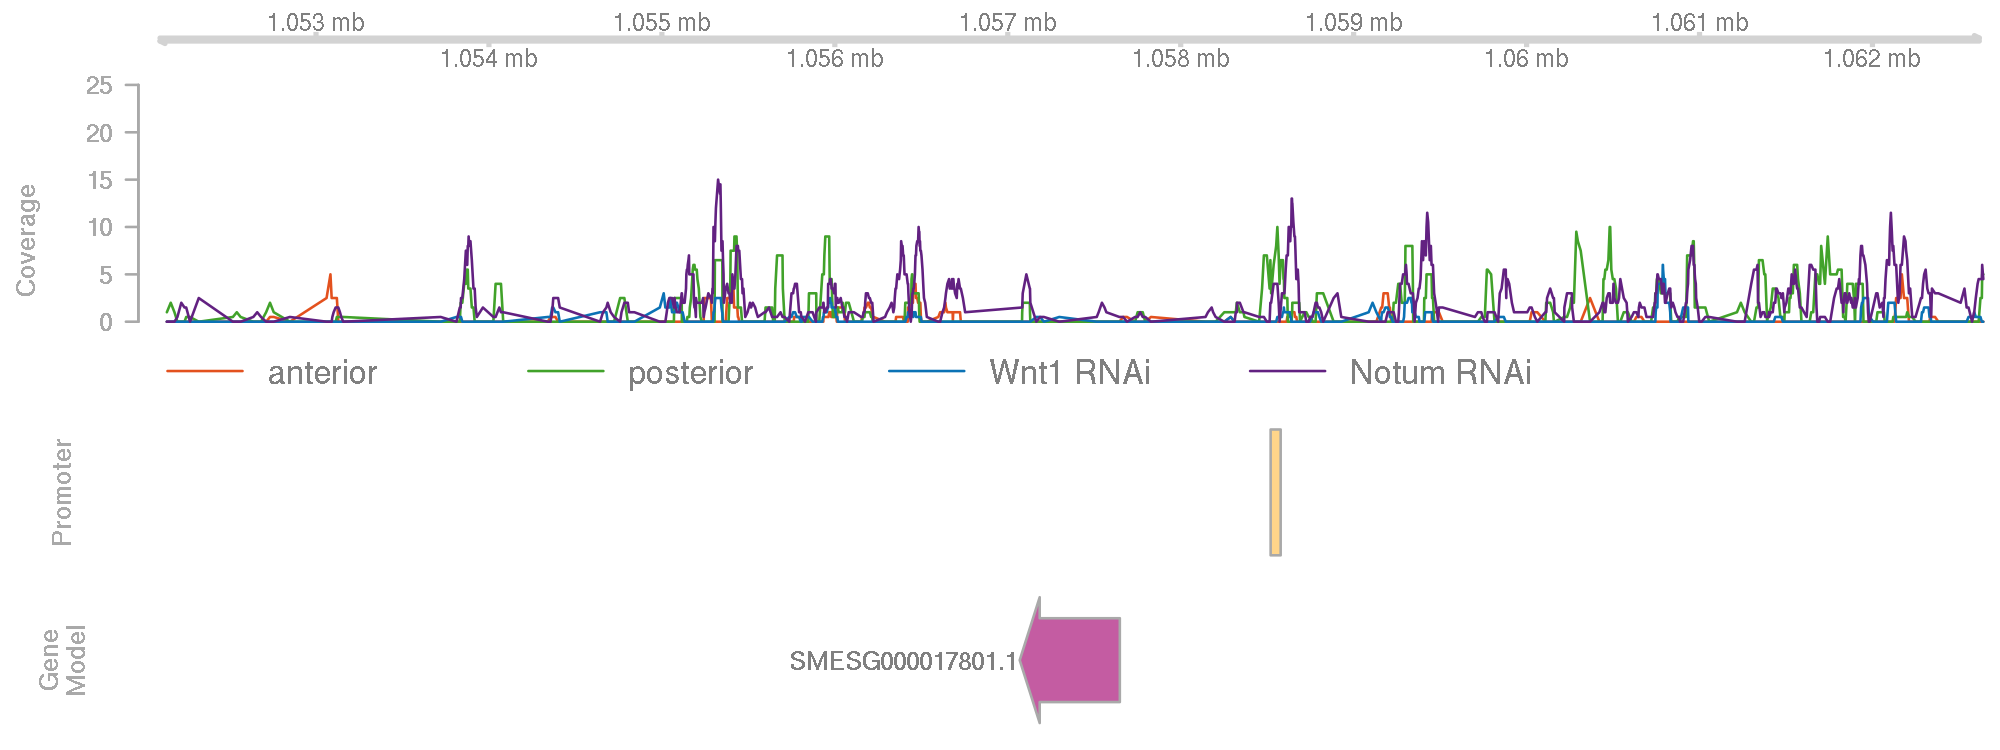 1.053 mb 1.055 mb 1.057 mb 1.059 mb 1.061 mb
1.054 mb 1.056 mb 1.058 mb 1.06 mb 1.062 mb
25
20
15
10
5
0
Coverage
anterior posterior Wnt1 RNAi Notum RNAi
Promoter
Gene
Model
SMESG000017801.1